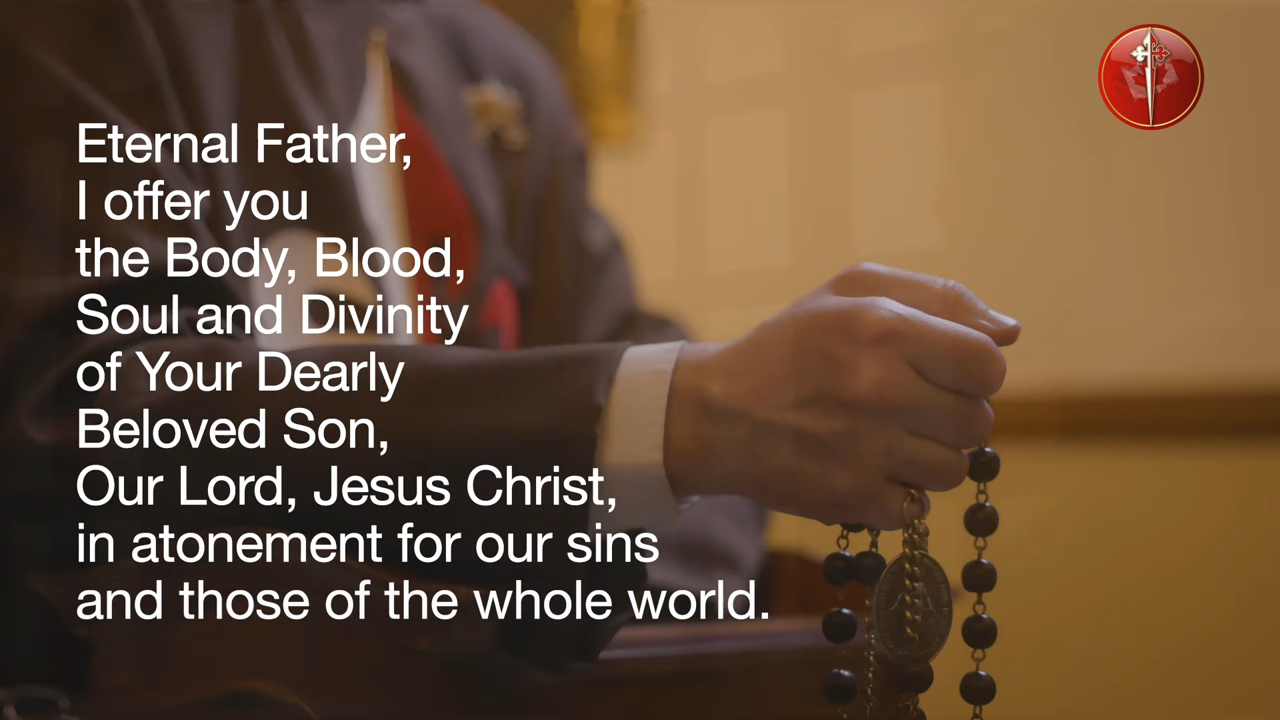 Eternal Father,
I offer you
the Body, Blood,
Soul and Divinity
of Your Dearly
Beloved Son,
Our Lord, Jesus Christ,
in atonement for our sins
and those of the whole world.